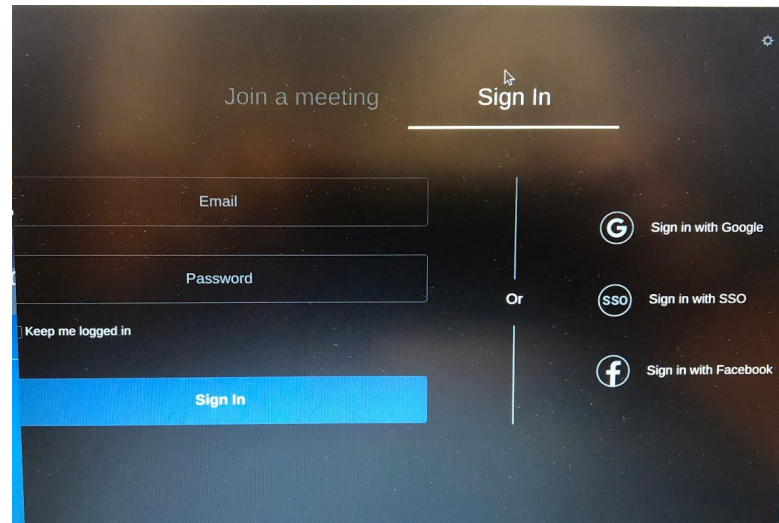 Join a meeting
Sign In
Email
Password
Keep me logged in
Sign In
Or
G
Sign in with Google
SSO
Sign in with SSO
f
Sign in with Facebook